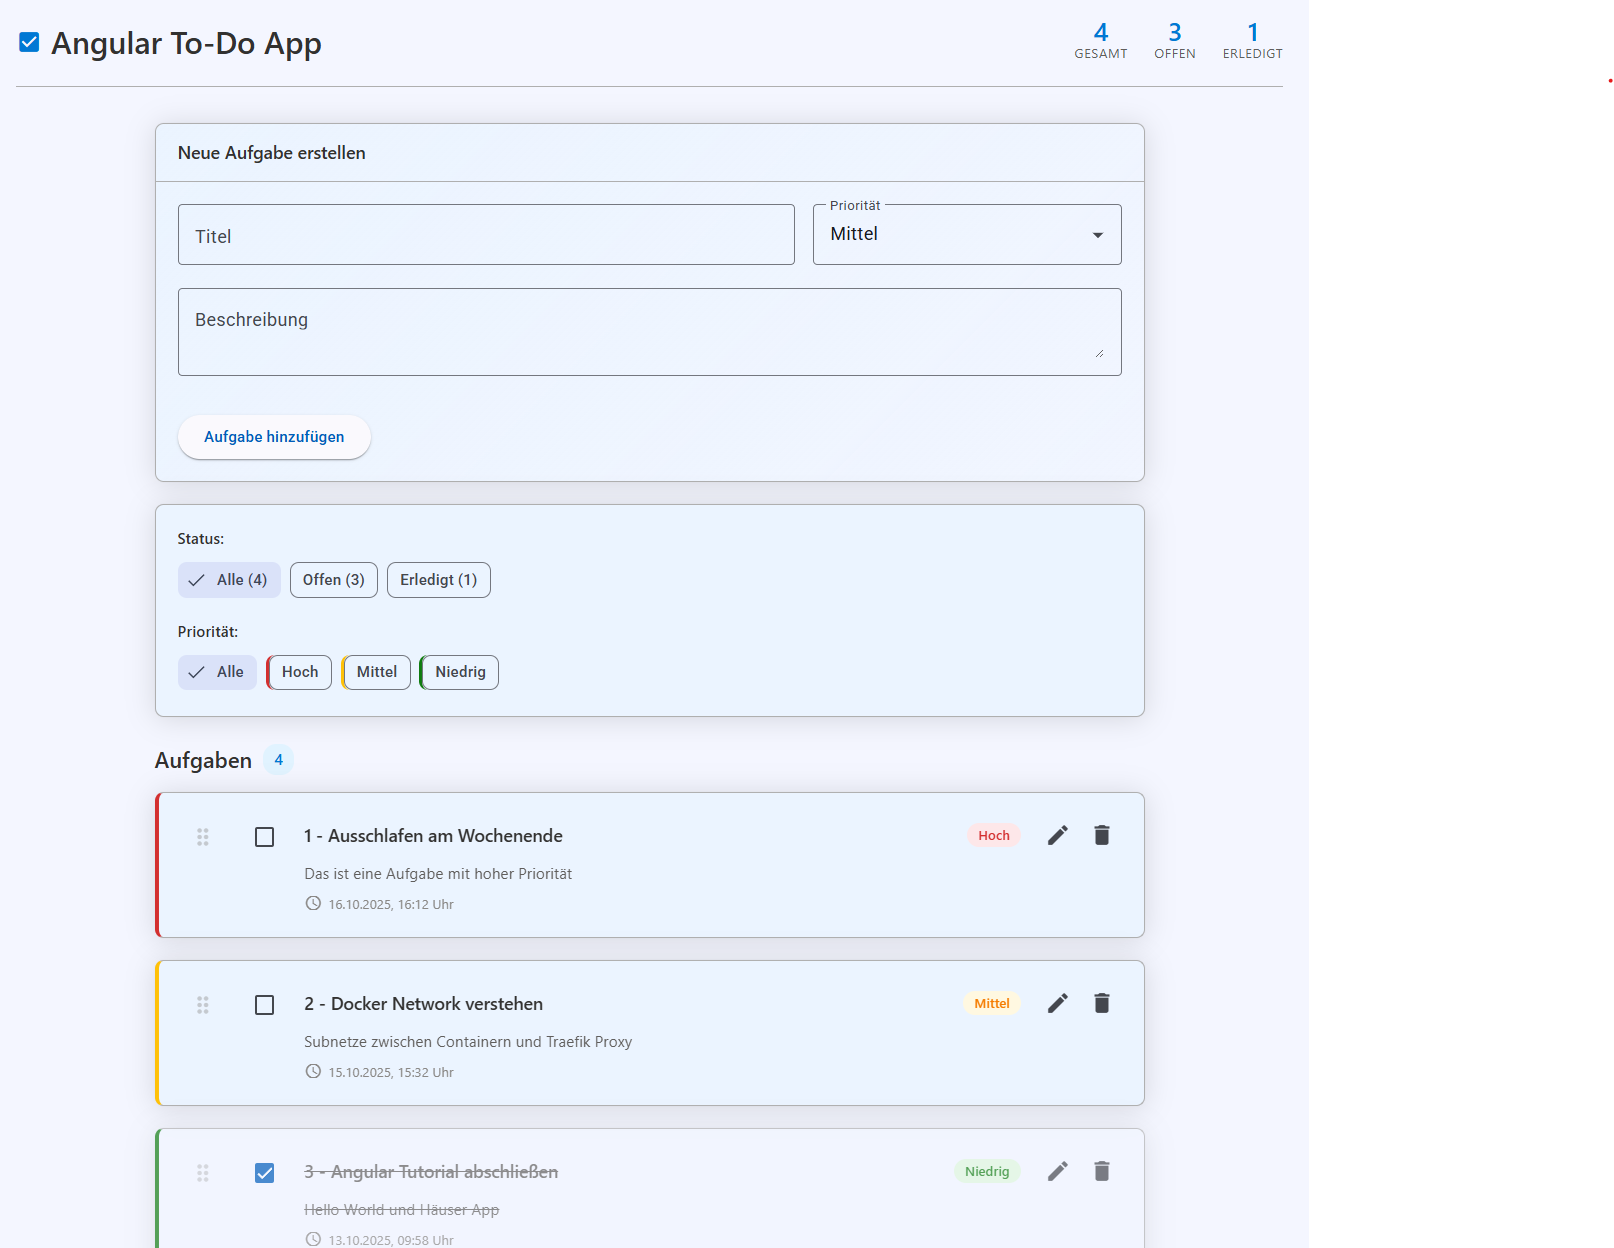 Angular To-Do App
4 3 1
GESAMT OFFEN ERLEDIGT
Neue Aufgabe erstellen
Priorität
Titel Mittel
Beschreibung
Aufgabe hinzufügen
Status:
Alle (4) Offen (3) Erledigt (1)
Priorität:
Alle Hoch Mittel Niedrig
Aufgaben 4
1 - Ausschlafen am Wochenende Hoch
Das ist eine Aufgabe mit hoher Priorität
16.10.2025, 16:12 Uhr
2 - Docker Network verstehen Mittel
Subnetze zwischen Containern und Traefik Proxy
15.10.2025, 15:32 Uhr
3 - Angular Tutorial abschließen Niedrig
Hello World und Häuser App
13.10.2025, 09:58 Uhr